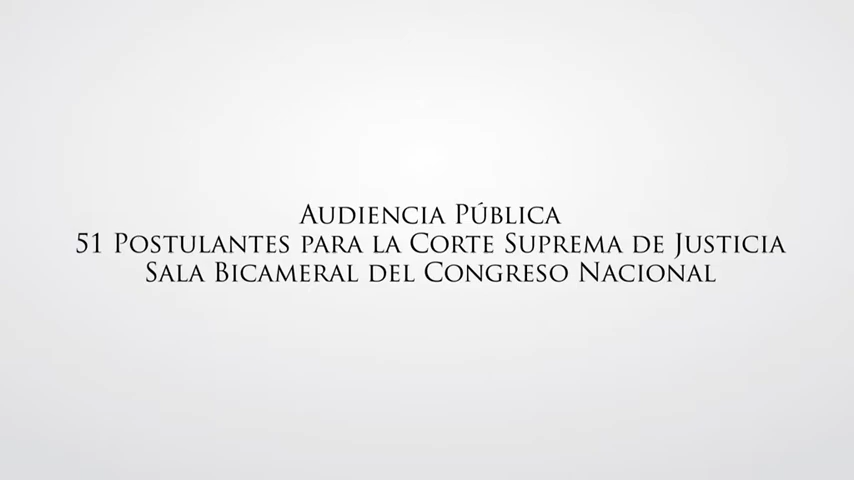 Audiencia Pública
51 Postulantes para la Corte Suprema de Justicia
Sala Bicameral del Congreso Nacional